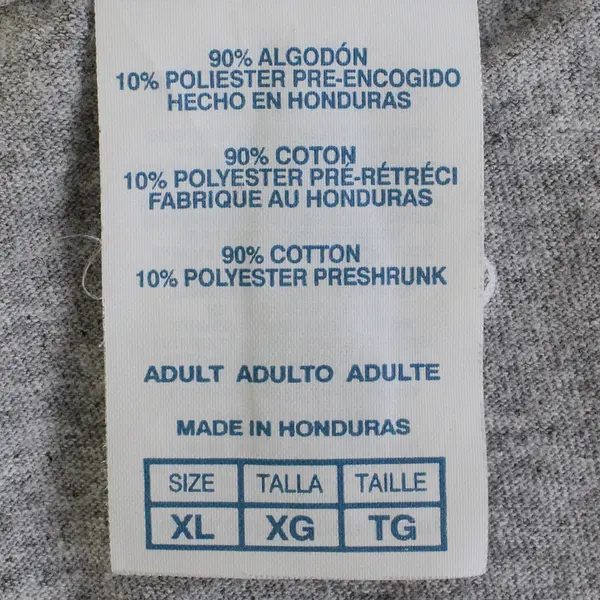 90% ALGODÓN
10% POLIESTER PRE-ENCOGIDO
HECHO EN HONDURAS
90% COTON
10% POLYESTER PRÉ-RÉTRÉCI
FABRIQUE AU HONDURAS
90% COTTON
10% POLYESTER PRESHRUNK
ADULT ADULTO ADULTE
MADE IN HONDURAS
SIZE TALLA TAILLE
XL XG TG